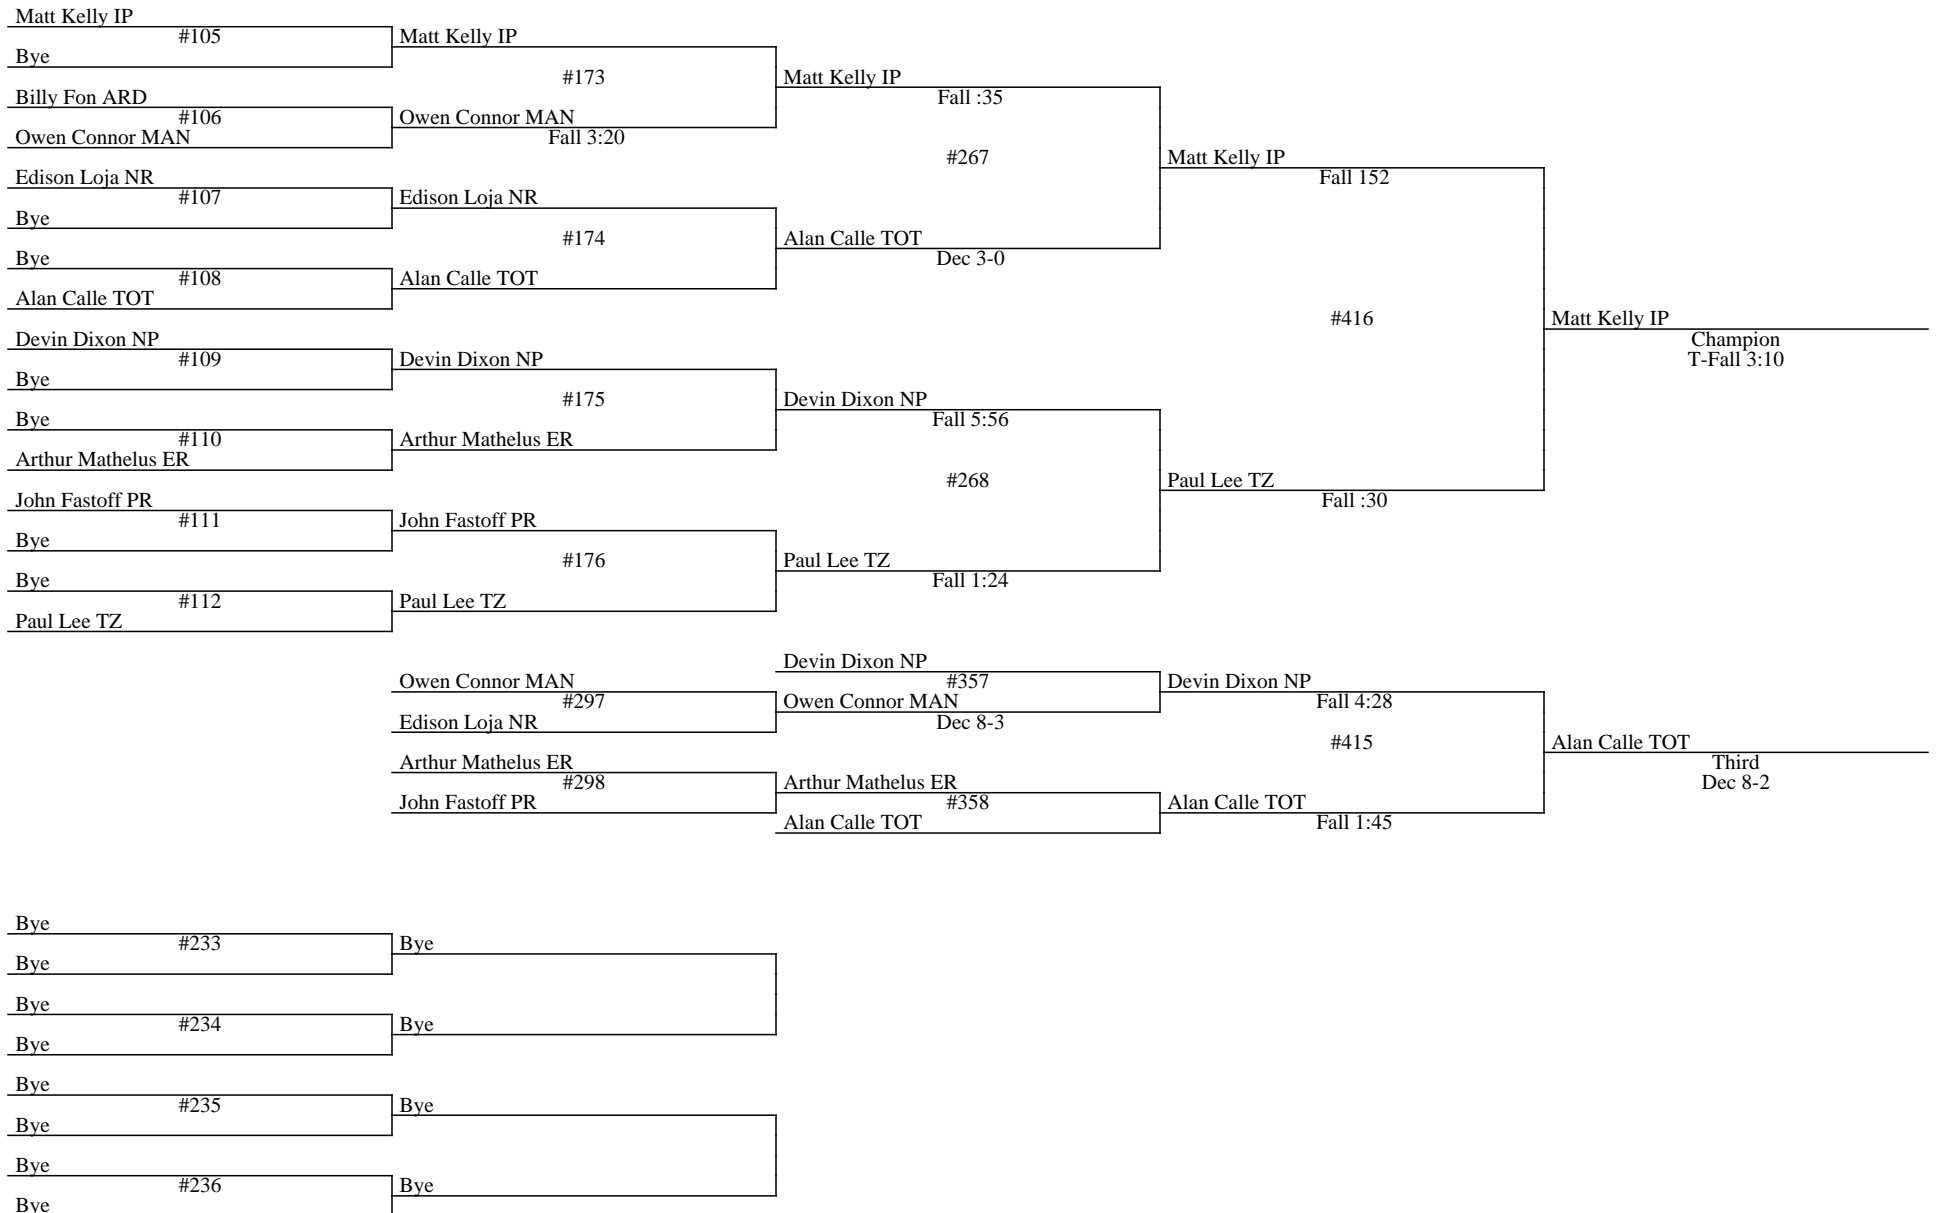 Matt Kelly IP
#105
Bye
Matt Kelly IP
#173
Billy Fon ARD
#106
Owen Connor MAN
Owen Connor MAN
Fall 3:20
Matt Kelly IP
Fall :35
#267
Edison Loja NR
#107
Bye
Edison Loja NR
#174
Bye
#108
Alan Calle TOT
Alan Calle TOT
Alan Calle TOT
Dec 3-0
Matt Kelly IP
Fall 152
#416
Devin Dixon NP
#109
Bye
Devin Dixon NP
#175
Bye
#110
Arthur Mathelus ER
Arthur Mathelus ER
Devin Dixon NP
Fall 5:56
#268
John Fastoff PR
#111
Bye
John Fastoff PR
#176
Bye
#112
Paul Lee TZ
Paul Lee TZ
Paul Lee TZ
Fall 1:24
Paul Lee TZ
Fall :30
Matt Kelly IP
Champion
T-Fall 3:10
Owen Connor MAN
#297
Edison Loja NR
Devin Dixon NP
#357
Owen Connor MAN
Dec 8-3
Devin Dixon NP
Fall 4:28
#415
Arthur Mathelus ER
#298
John Fastoff PR
Arthur Mathelus ER
#358
Alan Calle TOT
Alan Calle TOT
Fall 1:45
Alan Calle TOT
Third
Dec 8-2
Bye
#233
Bye
Bye
Bye
#234
Bye
Bye
Bye
#235
Bye
Bye
Bye
#236
Bye
Bye